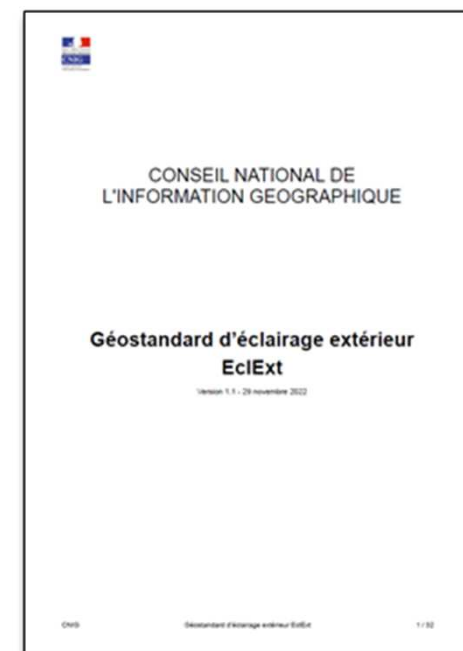 CNIG
CONSEIL NATIONAL DE
L'INFORMATION GEOGRAPHIQUE
Géostandard d'éclairage extérieur
EclExt
Version 1.1 - 29 novembre 2022
CNIG
Géostandard d'éclairage extérieur EclExt
1 / 32